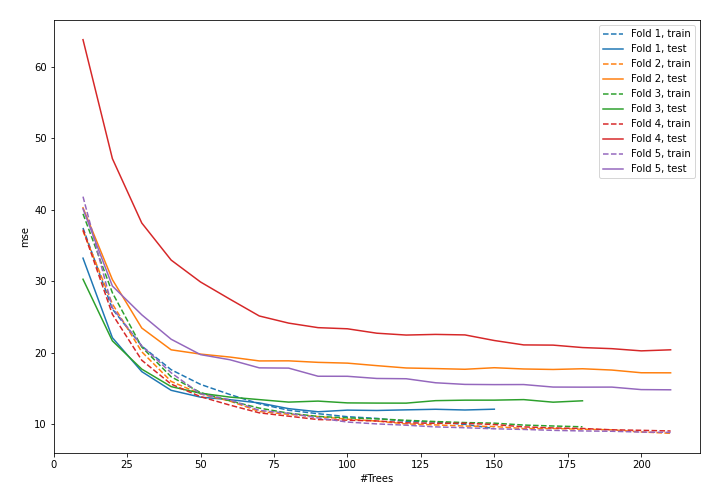 60
50
40
30
20
10
mse
0
25
50
75
100
125
150
175
200
#Trees
Fold 1, train
Fold 1, test
Fold 2, train
Fold 2, test
Fold 3, train
Fold 3, test
Fold 4, train
Fold 4, test
Fold 5, train
Fold 5, test